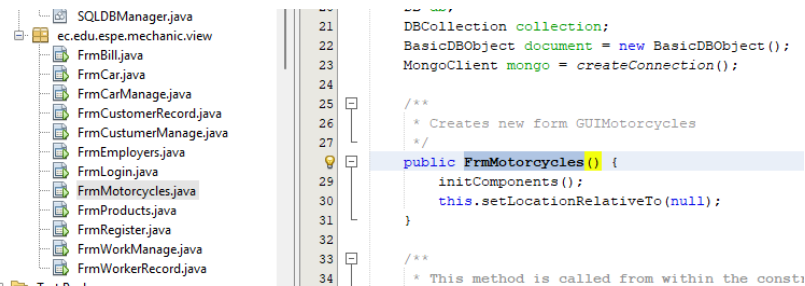 SQLDBManager.java
ec.edu.espe.mechanic.view
FrmBill.java
FrmCar.java
FrmCarManage.java
FrmCustomerRecord.java
FrmCustumerManage.java
FrmEmployers.java
FrmLogin.java
FrmMotorcycles.java
FrmProducts.java
FrmRegister.java
FrmWorkManage.java
FrmWorkerRecord.java
21 DBCollection collection;
22 BasicDBObject document = new BasicDBObject();
23 MongoClient mongo = createConnection();
24
25 /**
26 * Creates new form GUIMotorcycles
27 */
public FrmMotorcycles() {
29 initComponents();
30 this.setLocationRelativeTo(null);
31 }
32
33 /**
34 * This method is called from within the